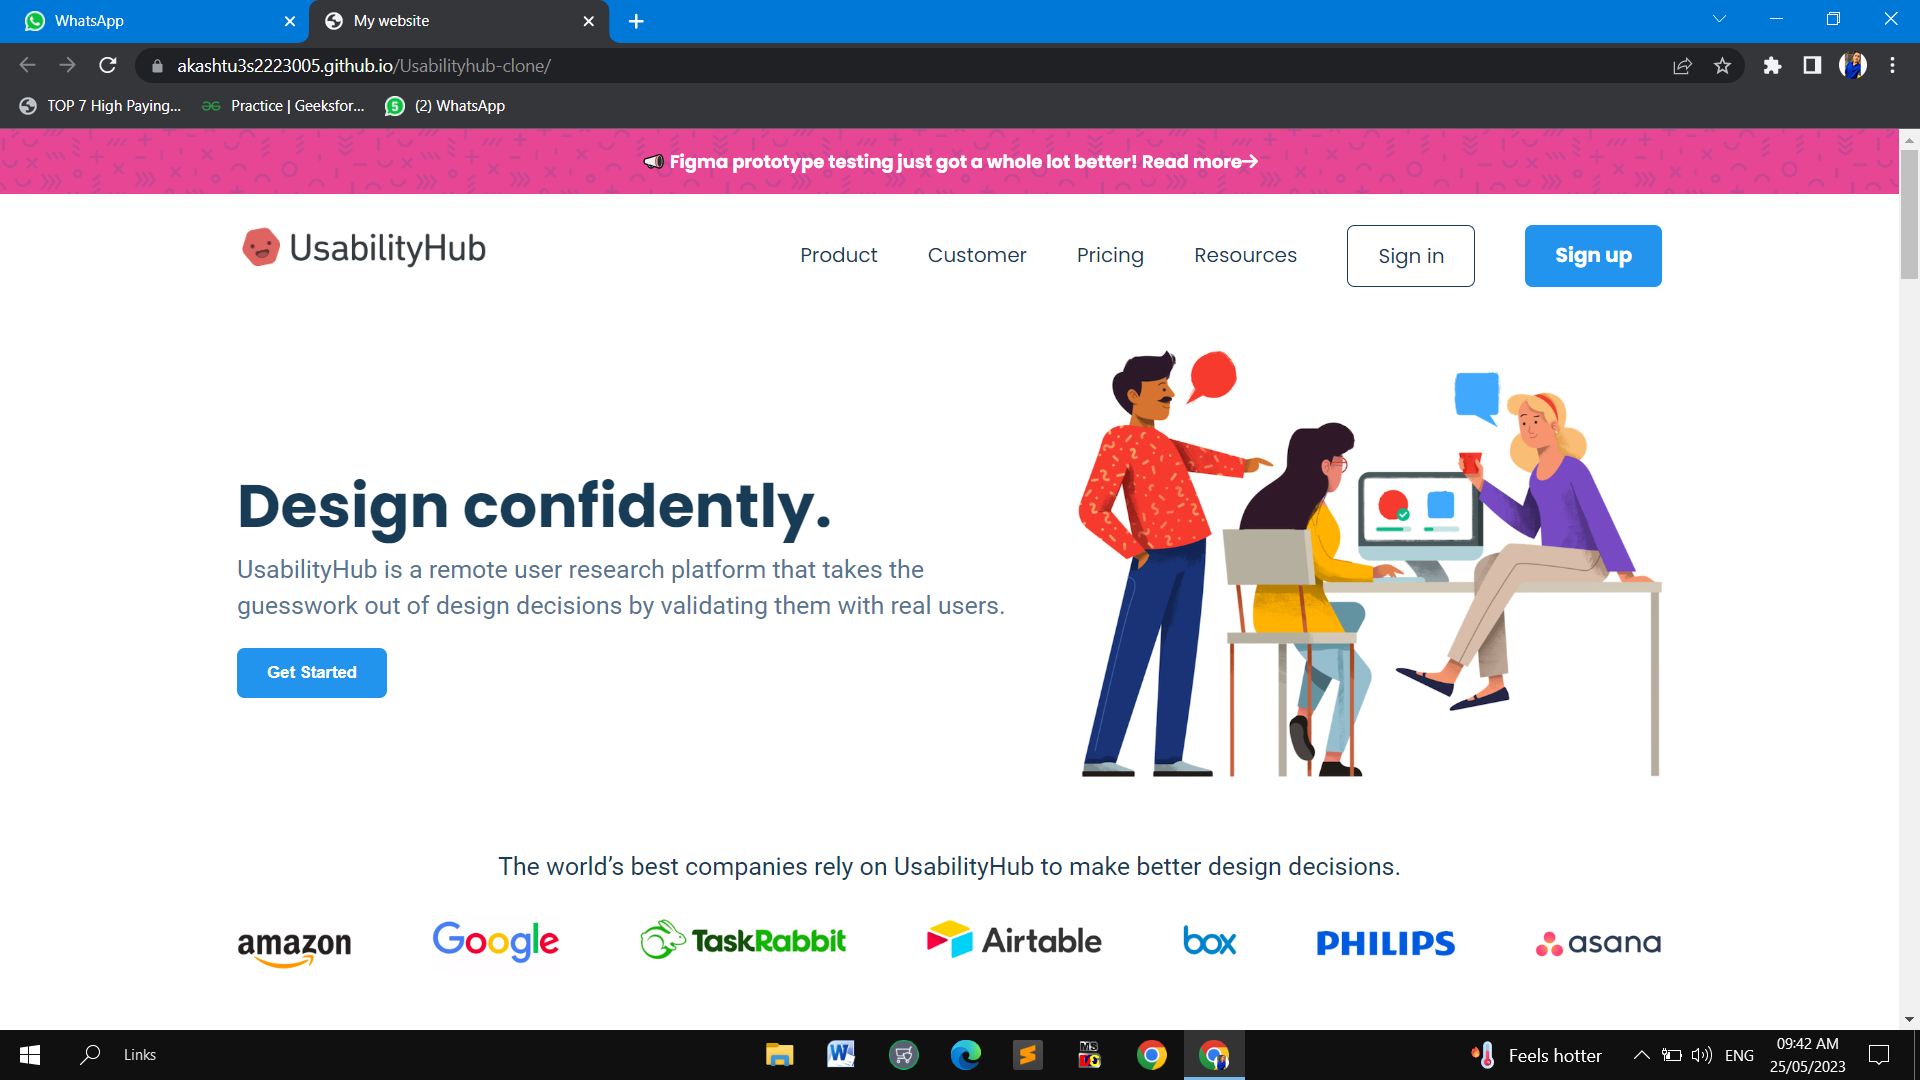 WhatsApp
My website
akashtu3s2223005.github.io/Usabilityhub-clone/
TOP 7 High Paying...
Practice | Geeksfor...
(2) WhatsApp
Figma prototype testing just got a whole lot better! Read more→
UsabilityHub
Product
Customer
Pricing
Resources
Sign in
Sign up
Design confidently.
UsabilityHub is a remote user research platform that takes the
guesswork out of design decisions by validating them with real users.
Get Started
The world’s best companies rely on UsabilityHub to make better design decisions.
amazon
Google
TaskRabbit
Airtable
box
PHILIPS
asana
Links
Feels hotter
ENG
09:42 AM
25/05/2023